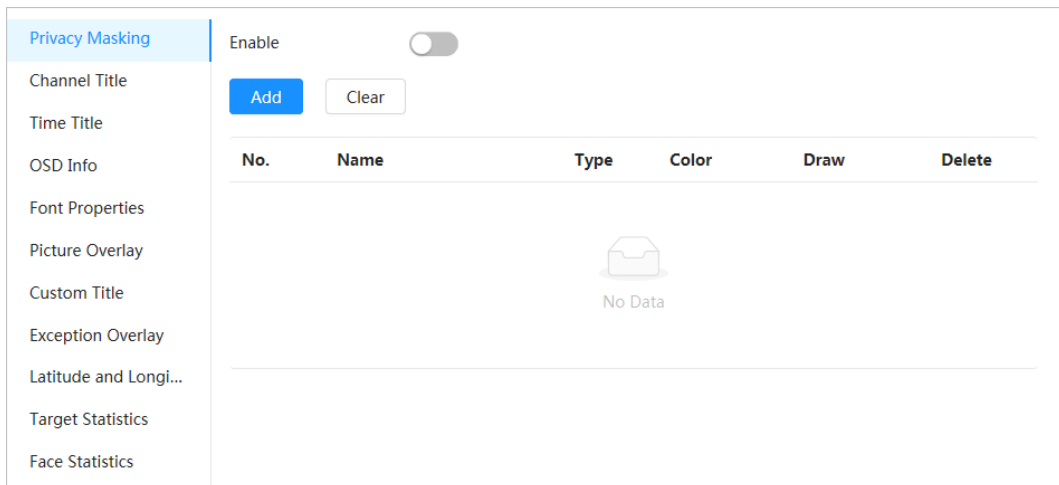 Privacy Masking
Channel Title
Time Title
OSD Info
Font Properties
Picture Overlay
Custom Title
Exception Overlay
Latitude and Longi...
Target Statistics
Face Statistics
Enable
Add Clear
No. Name Type Color Draw Delete
No Data